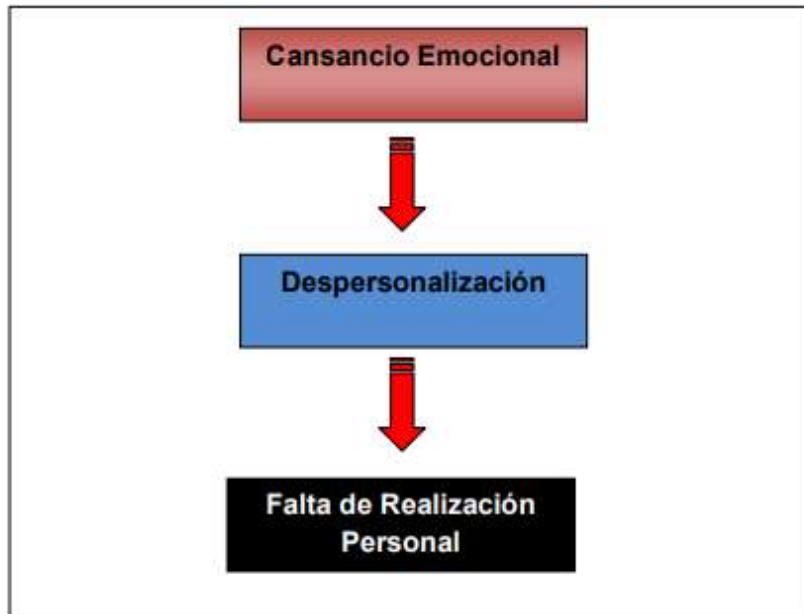 Cansancio Emocional
Despersonalización
Falta de Realización
Personal